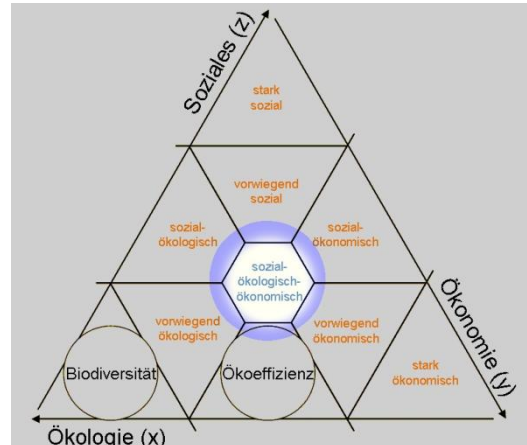 Soziales (z)
stark
sozial
vorwiegend
sozial
sozial-
ökologisch
sozial-
ökonomisch
sozial-
ökologisch-
ökonomisch
Ökonomie (y)
vorwiegend
ökologisch
vorwiegend
ökonomisch
stark
ökonomisch
Biodiversität
Ökoeffizienz
Ökologie (x)